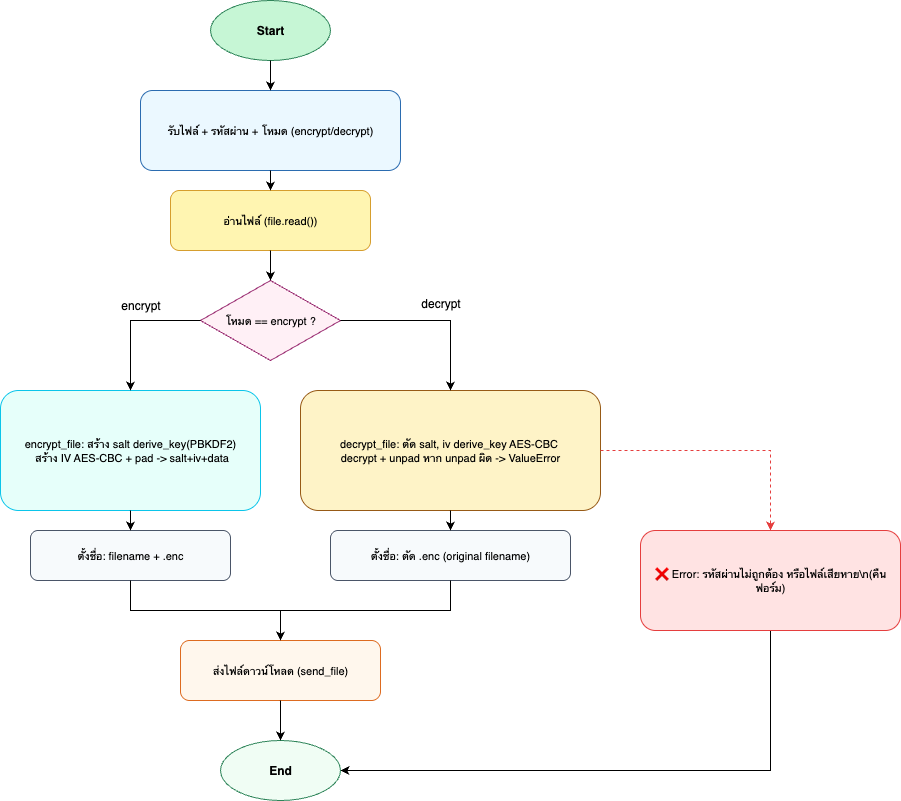 Start
รับไฟล์ + รหัสผ่าน + โหมด (encrypt/decrypt)
อ่านไฟล์ (file.read())
encrypt
decrypt
โหมด == encrypt ?
encrypt_file: สร้าง salt derive_key(PBKDF2)
สร้าง IV AES-CBC + pad -> salt+iv+data
decrypt_file: ตัด salt, iv derive_key AES-CBC
decrypt + unpad หาก unpad ผิด -> ValueError
ตั้งชื่อ: filename + .enc
ตั้งชื่อ: ตัด .enc (original filename)
❌ Error: รหัสผ่านไม่ถูกต้อง หรือไฟล์เสียหาย\n(คืน
ฟอร์ม)
ส่งไฟล์ดาวน์โหลด (send_file)
End